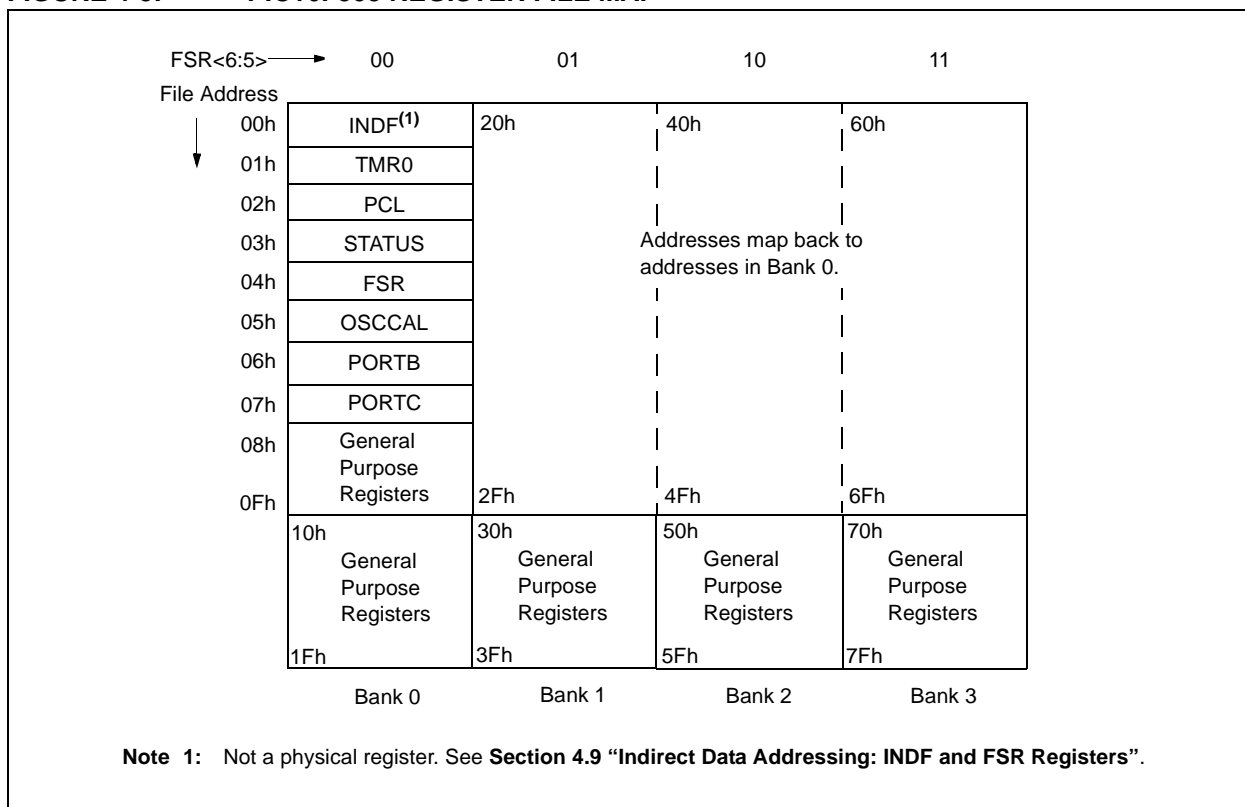 FSR<6:5> 00 01 10 11
File Address
00h INDF(1) 20h 40h 60h
01h TMR0
02h PCL
03h STATUS Addresses map back to
addresses in Bank 0.
04h FSR
05h OSCCAL
06h PORTB
07h PORTC
08h General
Purpose
Registers
0Fh 2Fh 4Fh 6Fh
10h 30h 50h 70h
General General General General
Purpose Purpose Purpose Purpose
Registers Registers Registers Registers
1Fh 3Fh 5Fh 7Fh
Bank 0 Bank 1 Bank 2 Bank 3
Note 1: Not a physical register. See Section 4.9 “Indirect Data Addressing: INDF and FSR Registers”.